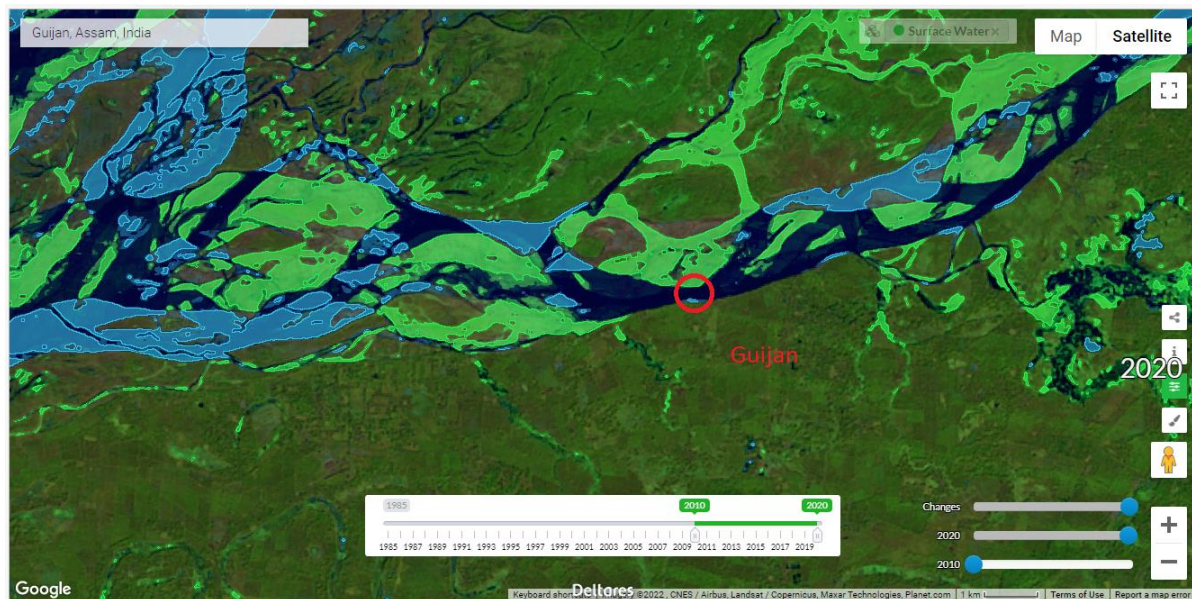 Guijan, Assam, India
Surface Water ×
Map Satellite
Guijan
2020
1985 2010 2020
1985 1987 1989 1991 1993 1995 1997 1999 2001 2003 2005 2007 2009 2011 2013 2015 2017 2019
Changes
2020
2010
+
−
Google
Deltares
©2022 , CNES / Airbus, Landsat / Copernicus, Maxar Technologies, Planet.com 1 km Terms of Use Report a map error
Keyboard